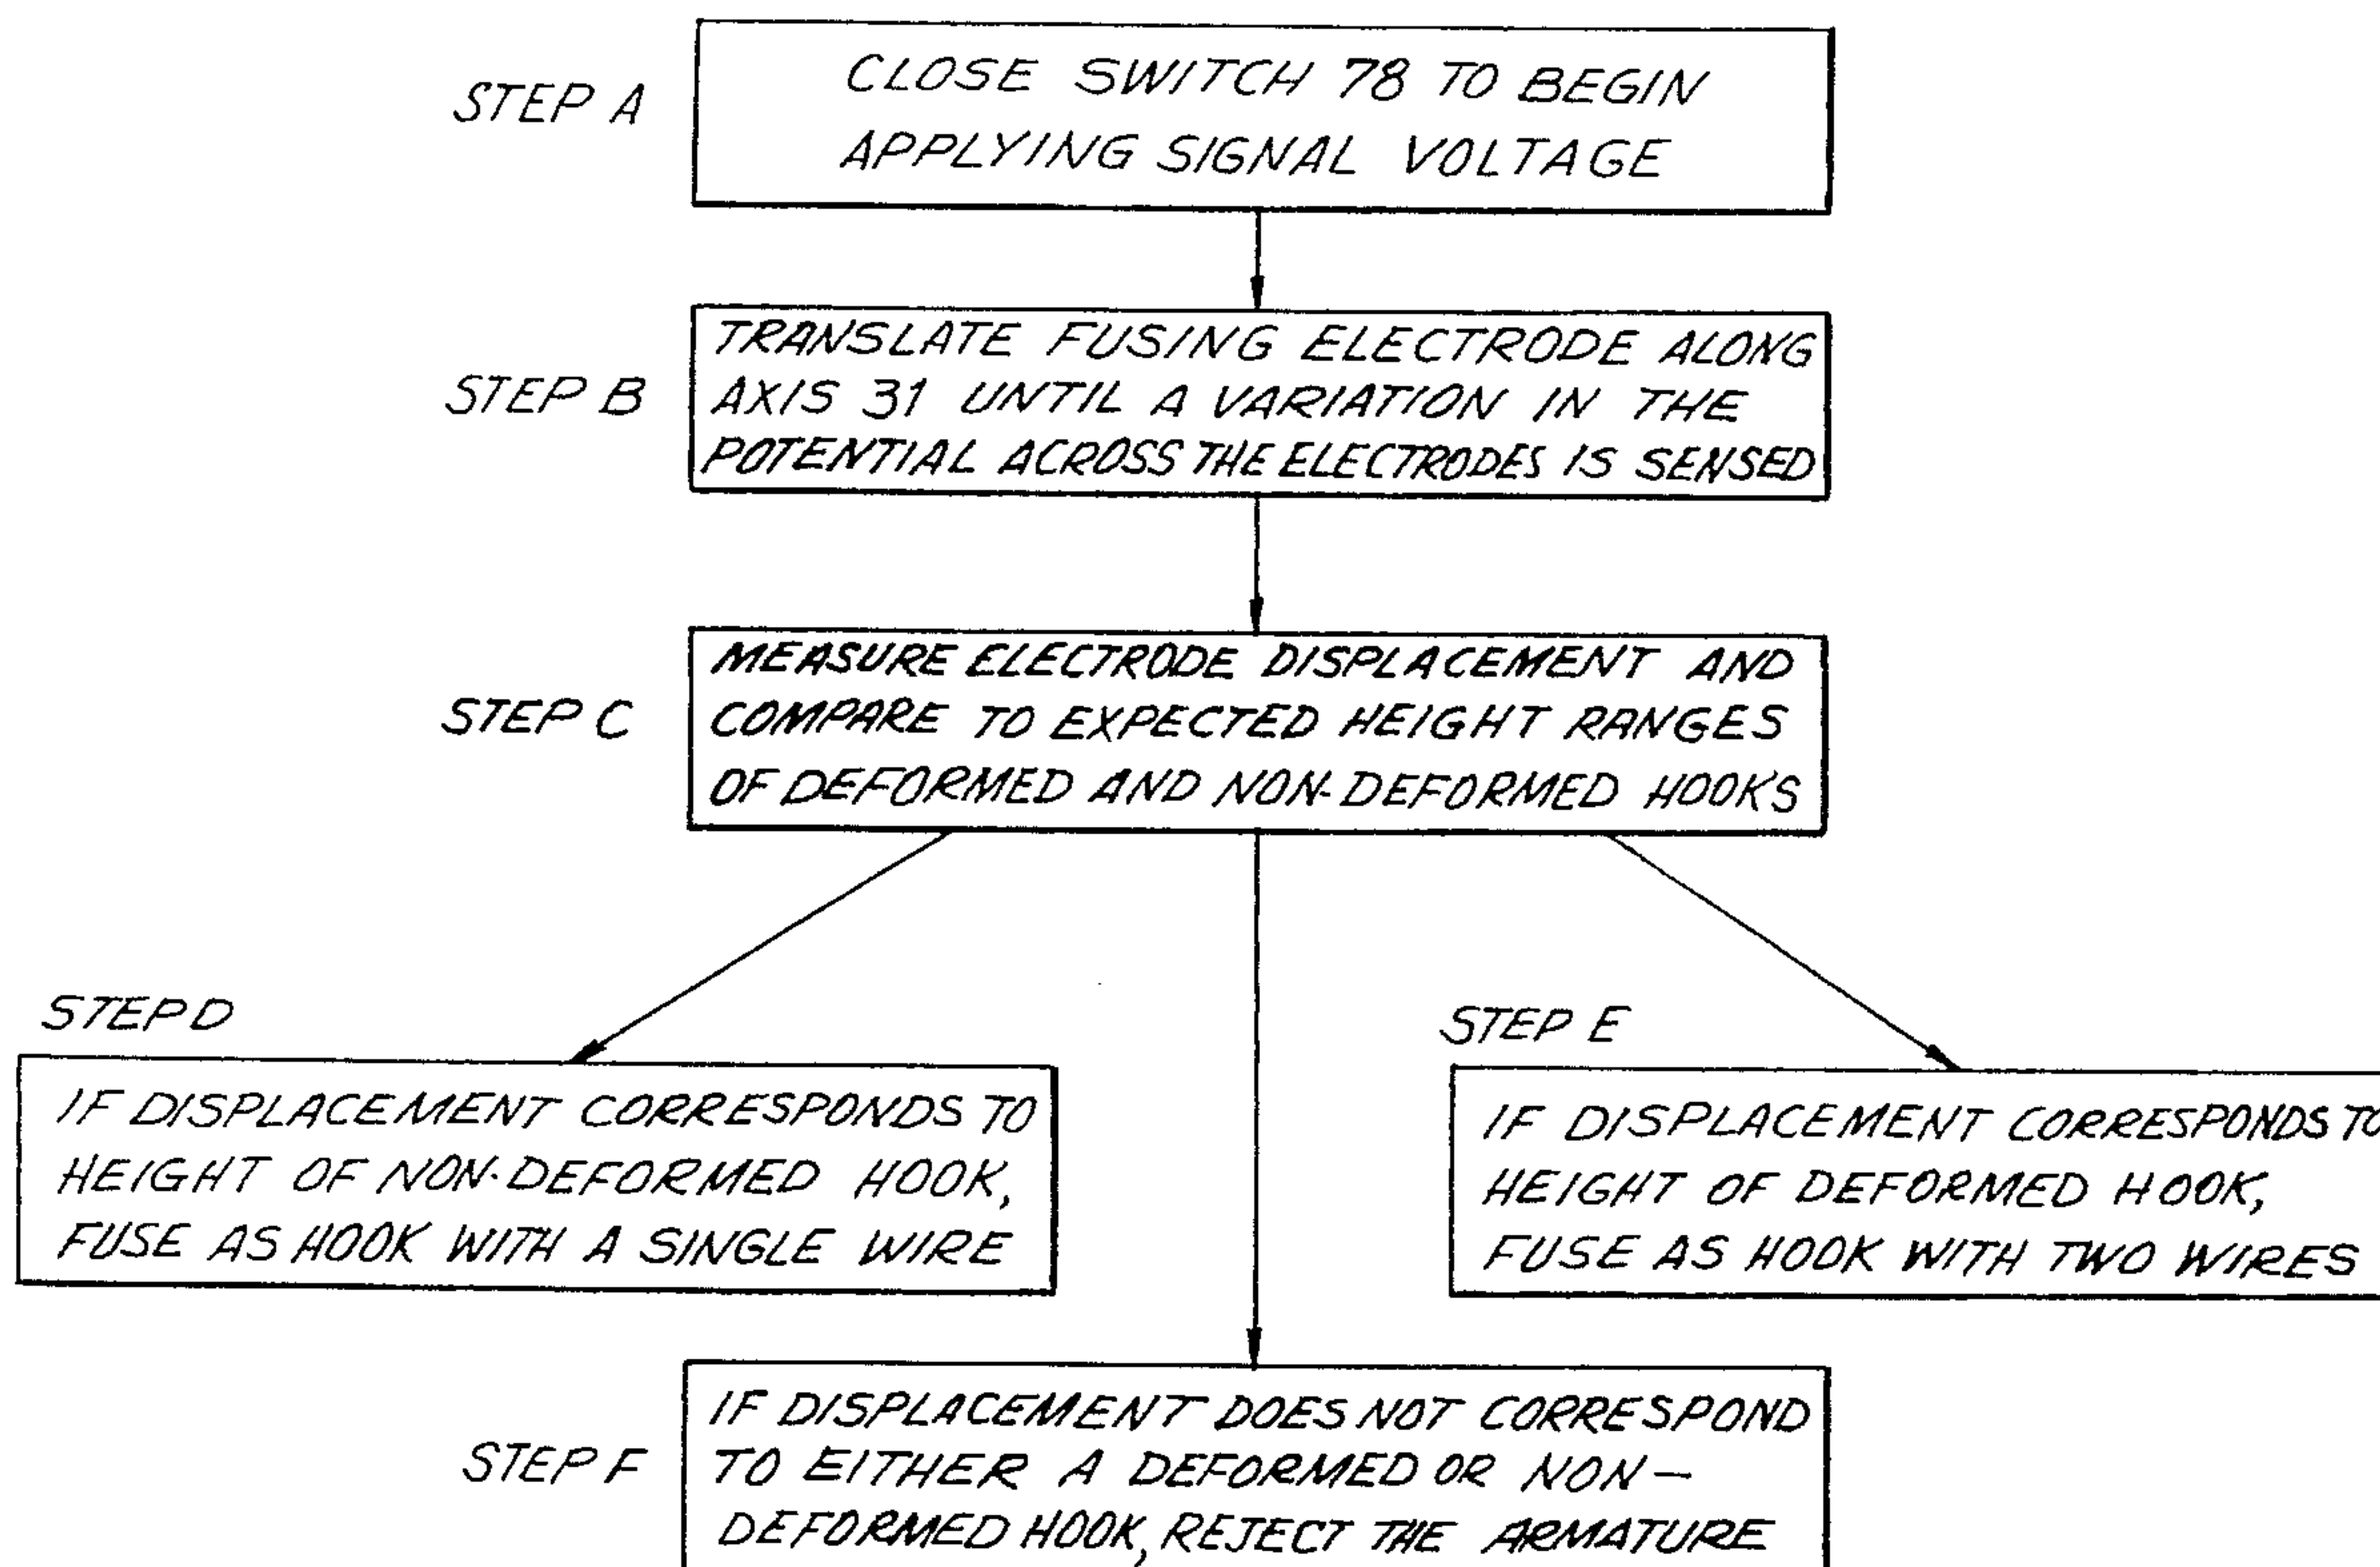 STEP A
CLOSE SWITCH 78 TO BEGIN
APPLYING SIGNAL VOLTAGE
STEP B
TRANSLATE FUSING ELECTRODE ALONG
AXIS 31 UNTIL A VARIATION IN THE
POTENTIAL ACROSS THE ELECTRODES IS SENSED
STEP C
MEASURE ELECTRODE DISPLACEMENT AND
COMPARE TO EXPECTED HEIGHT RANGES
OF DEFORMED AND NON-DEFORMED HOOKS
STEP D
IF DISPLACEMENT CORRESPONDS TO
HEIGHT OF NON-DEFORMED HOOK,
FUSE AS HOOK WITH A SINGLE WIRE
STEP E
IF DISPLACEMENT CORRESPONDS TO
HEIGHT OF DEFORMED HOOK,
FUSE AS HOOK WITH TWO WIRES
STEP F
IF DISPLACEMENT DOES NOT CORRESPOND
TO EITHER A DEFORMED OR NON-
DEFORMED HOOK, REJECT THE ARMATURE